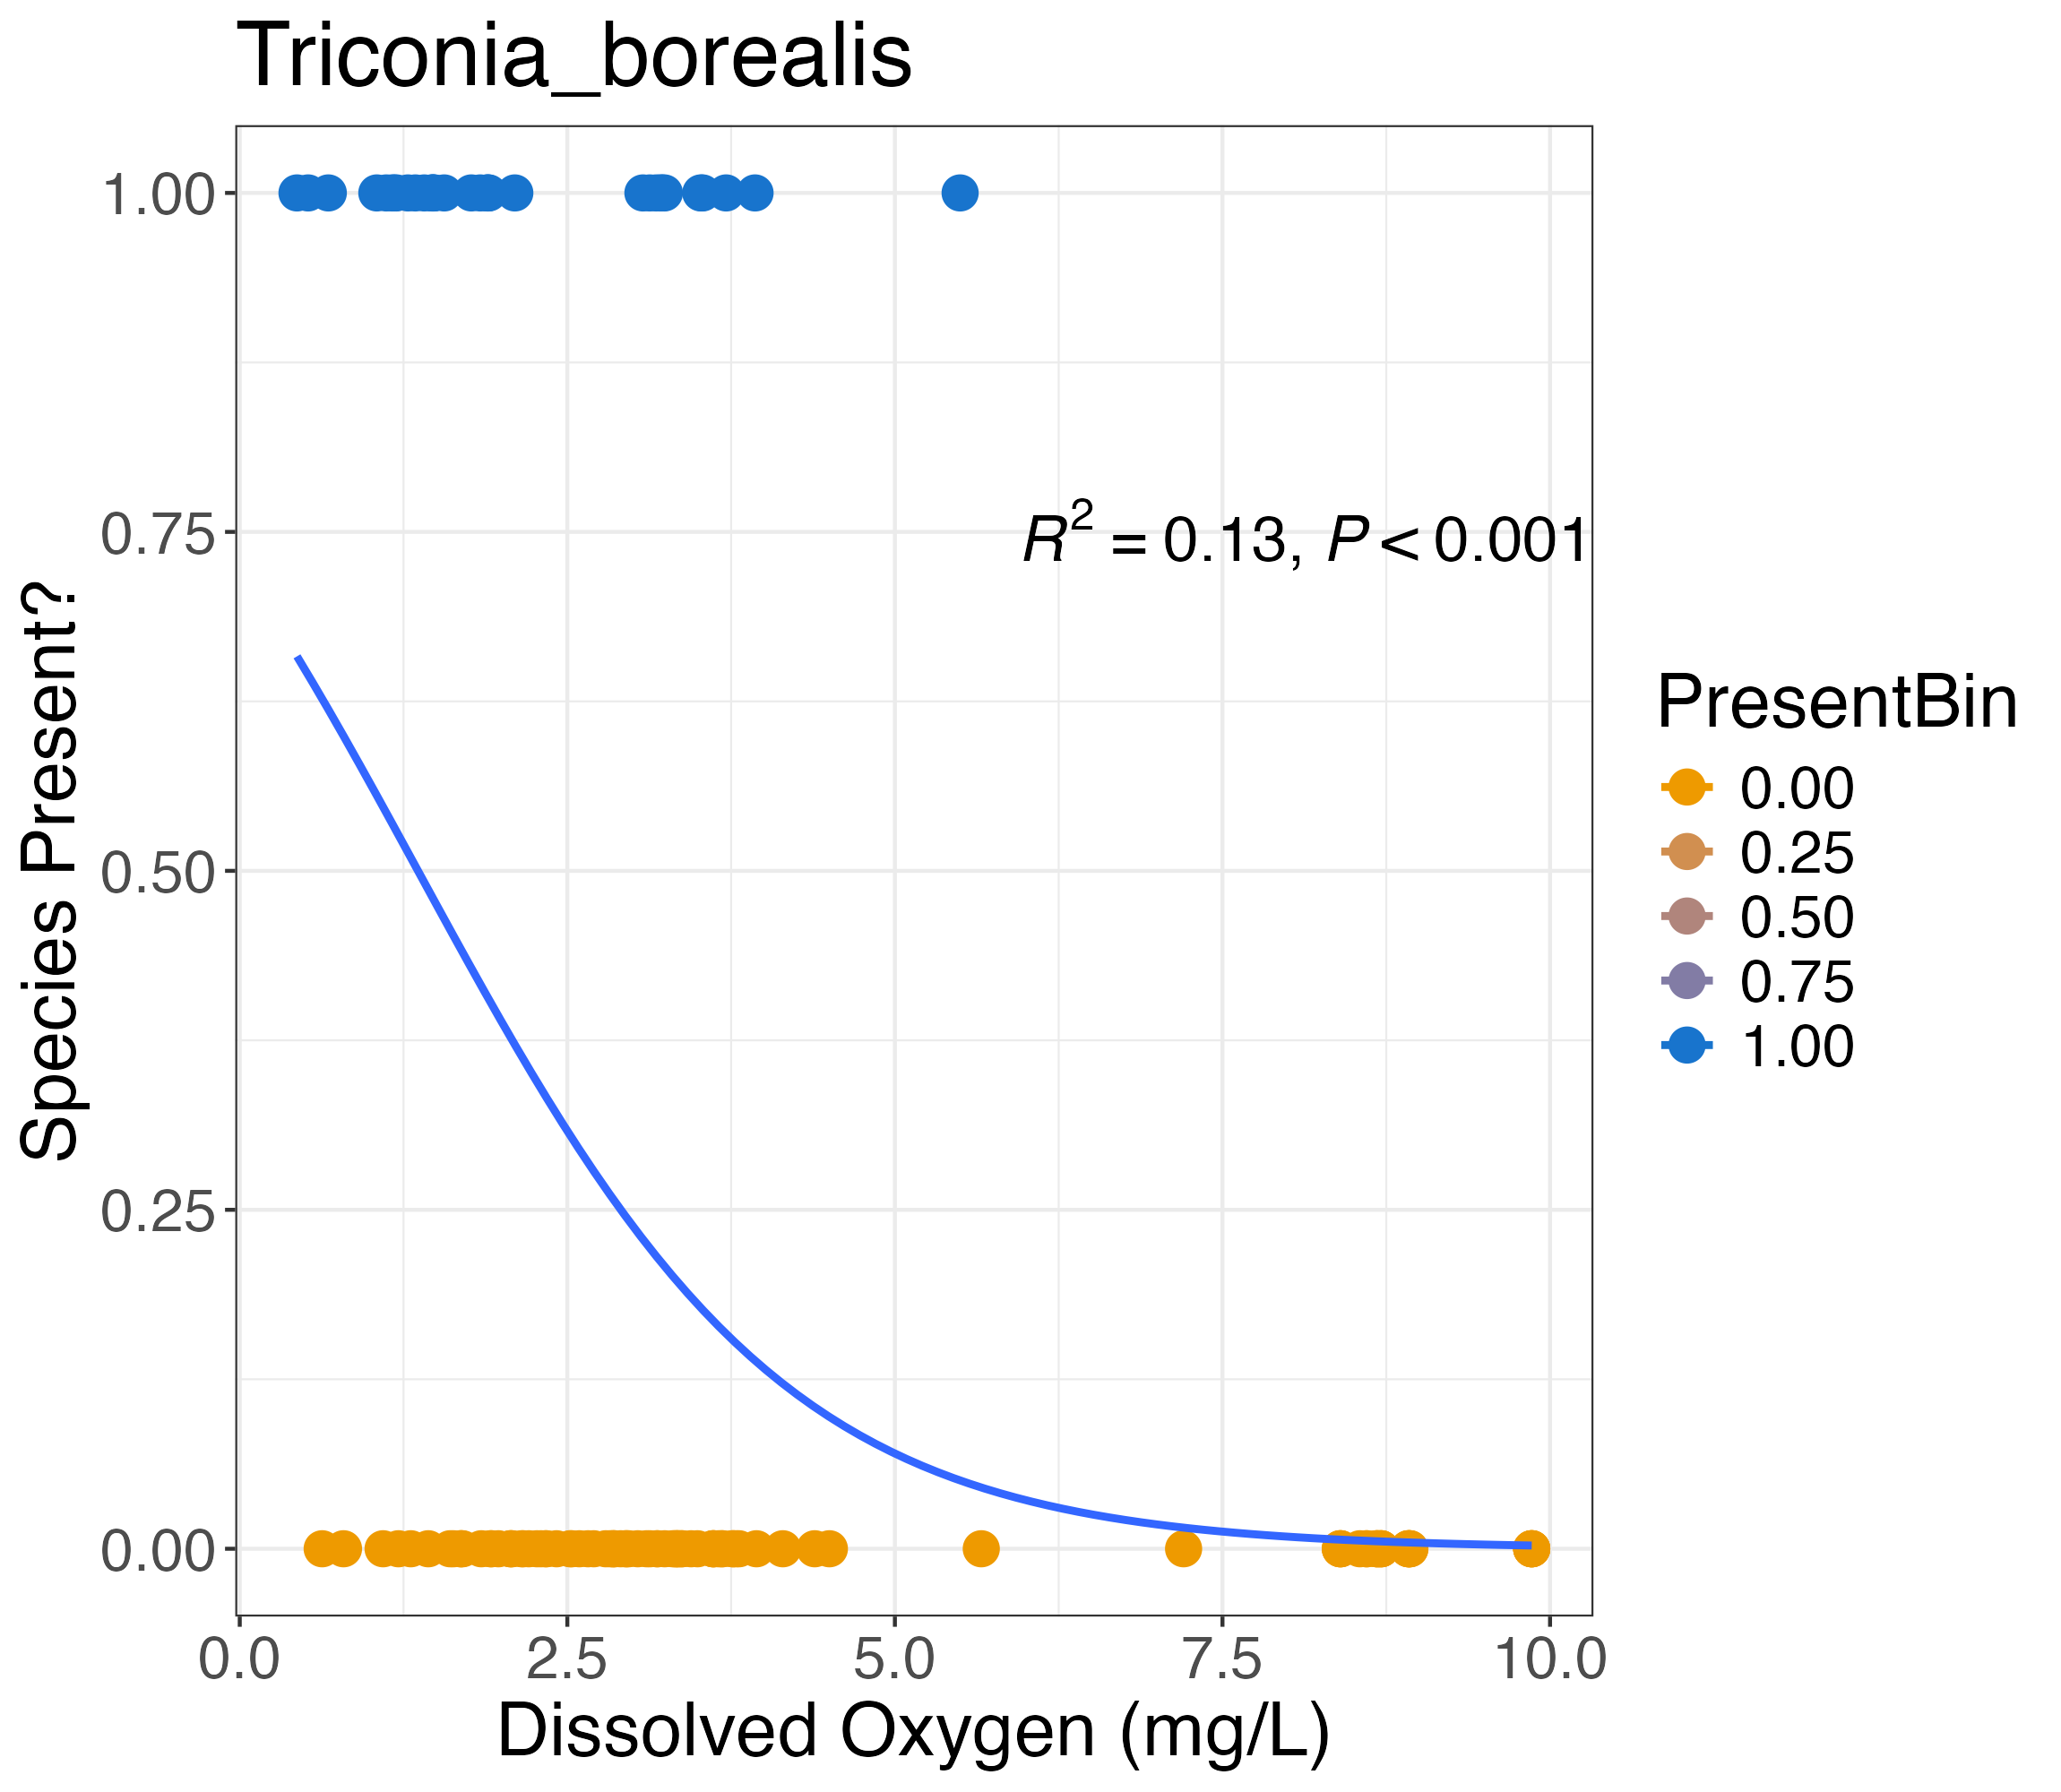 Triconia_borealis
1.00
0.75
0.50
0.25
0.00
Species Present?
R² = 0.13, P < 0.001
0.0 2.5 5.0 7.5 10.0
Dissolved Oxygen (mg/L)
PresentBin
0.00
0.25
0.50
0.75
1.00